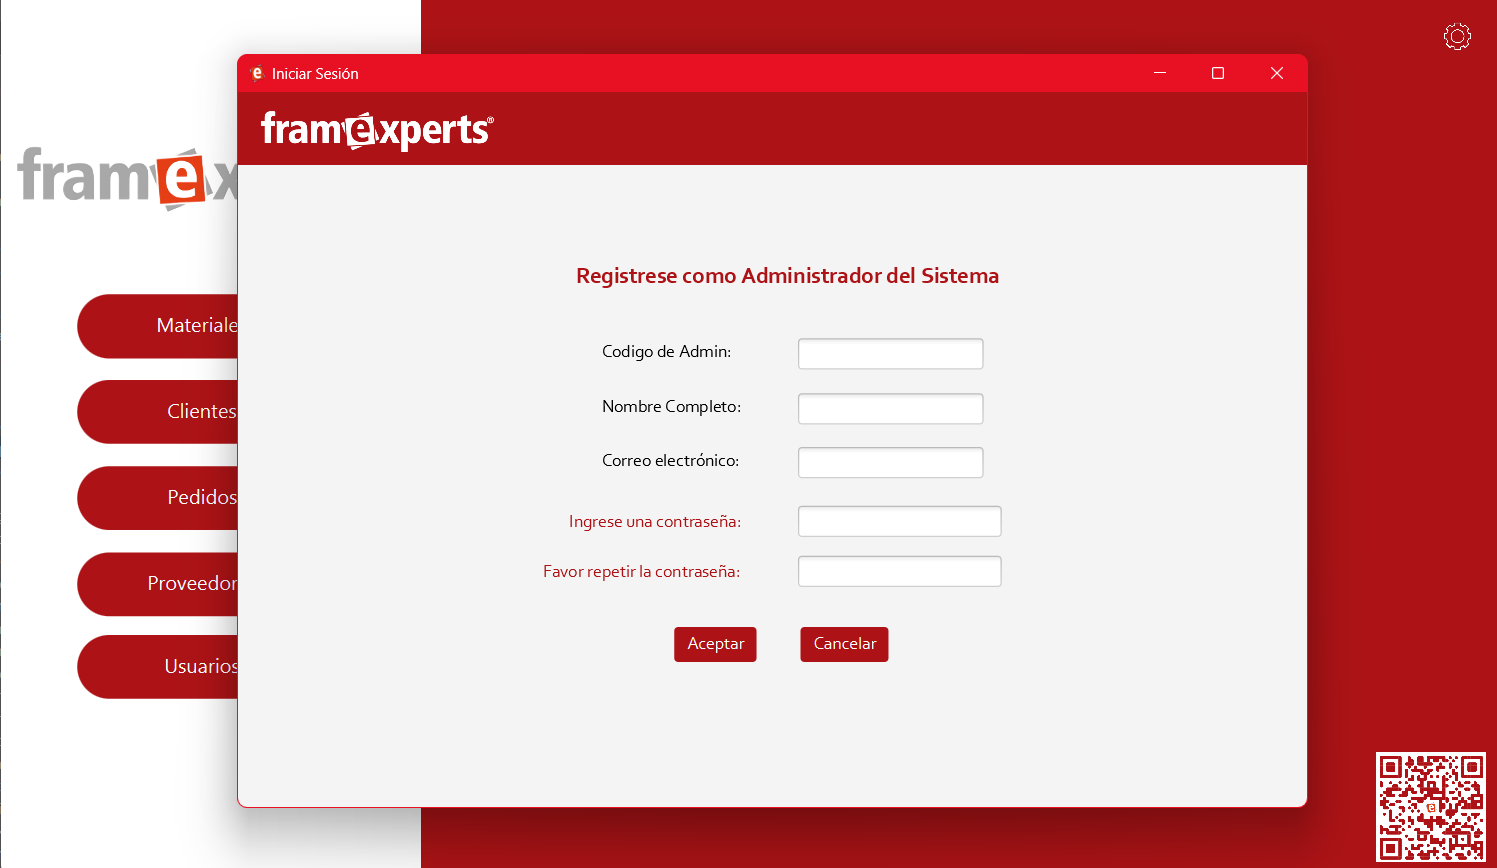 Iniciar Sesión
framexperts®
framex
Registrese como Administrador del Sistema
Codigo de Admin:
Nombre Completo:
Correo electrónico:
Ingrese una contraseña:
Favor repetir la contraseña:
Aceptar
Cancelar
Materiale
Clientes
Pedidos
Proveedor
Usuarios
e